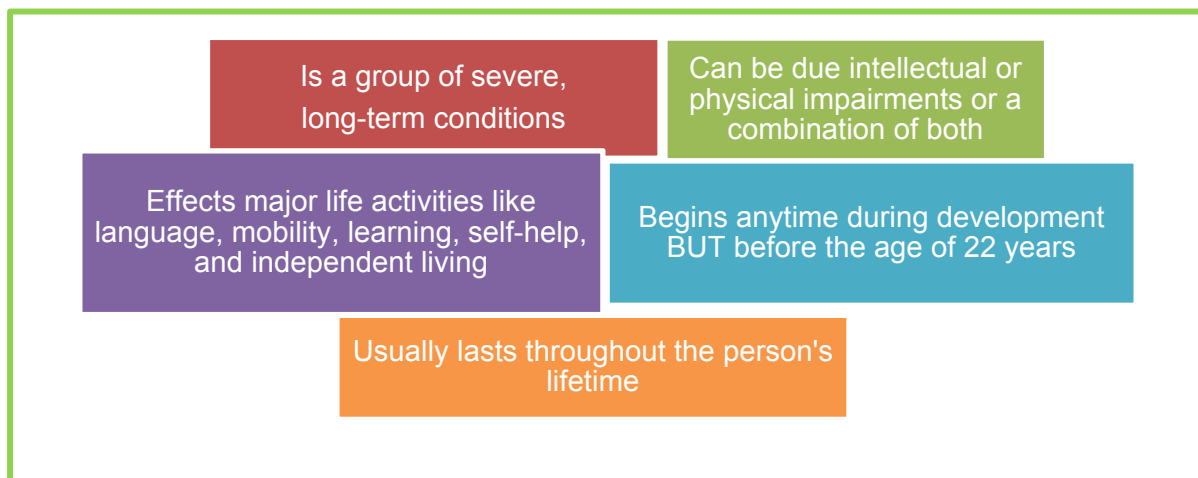 Is a group of severe,
long-term conditions
Can be due intellectual or
physical impairments or a
combination of both
Effects major life activities like
language, mobility, learning, self-help,
and independent living
Begins anytime during development
BUT before the age of 22 years
Usually lasts throughout the person's
lifetime